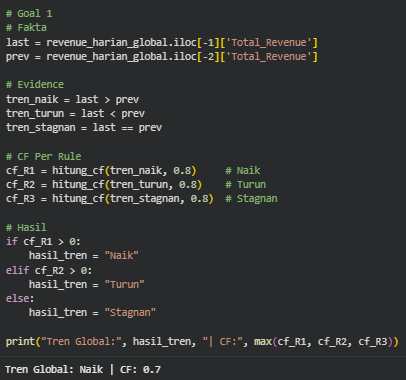 # Goal 1
# Fakta
last = revenue_harian_global.iloc[-1]['Total_Revenue']
prev = revenue_harian_global.iloc[-2]['Total_Revenue']

# Evidence
tren_naik = last > prev
tren_turun = last < prev
tren_stagnan = last == prev

# CF Per Rule
cf_R1 = hitung_cf(tren_naik, 0.8)     # Naik
cf_R2 = hitung_cf(tren_turun, 0.8)    # Turun
cf_R3 = hitung_cf(tren_stagnan, 0.8)  # Stagnan

# Hasil
if cf_R1 > 0:
    hasil_tren = "Naik"
elif cf_R2 > 0:
    hasil_tren = "Turun"
else:
    hasil_tren = "Stagnan"

print("Tren Global:", hasil_tren, "| CF:", max(cf_R1, cf_R2, cf_R3))
Tren Global: Naik | CF: 0.7